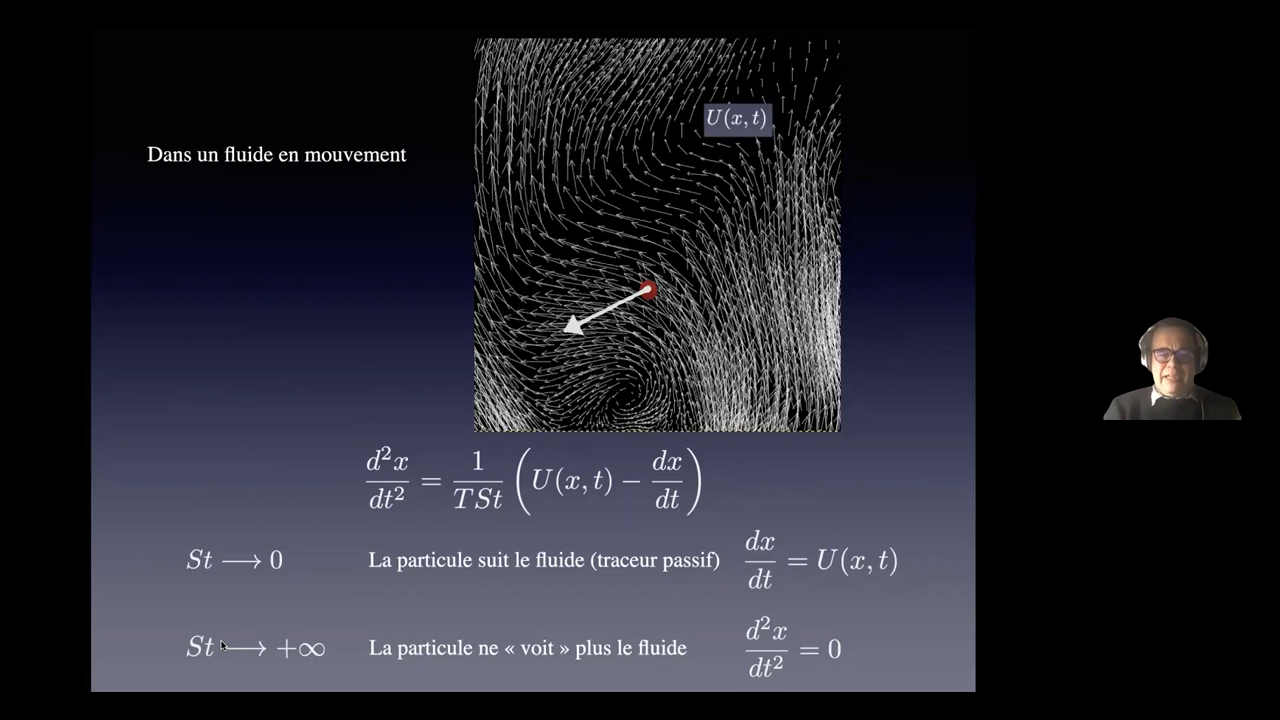 U(x, t)
Dans un fluide en mouvement
d²x/dt² = 1/TSt (U(x, t) − dx/dt)
St ⟶ 0 La particule suit le fluide (traceur passif) dx/dt = U(x, t)
St ⟶ +∞ La particule ne « voit » plus le fluide d²x/dt² = 0